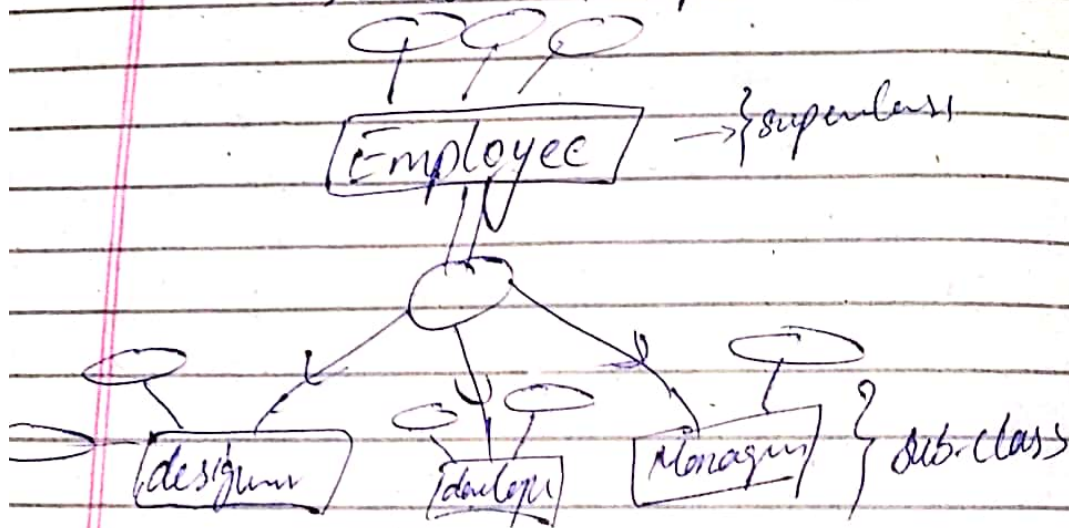 Employee
superclass
designer
developer
Manager
sub-class